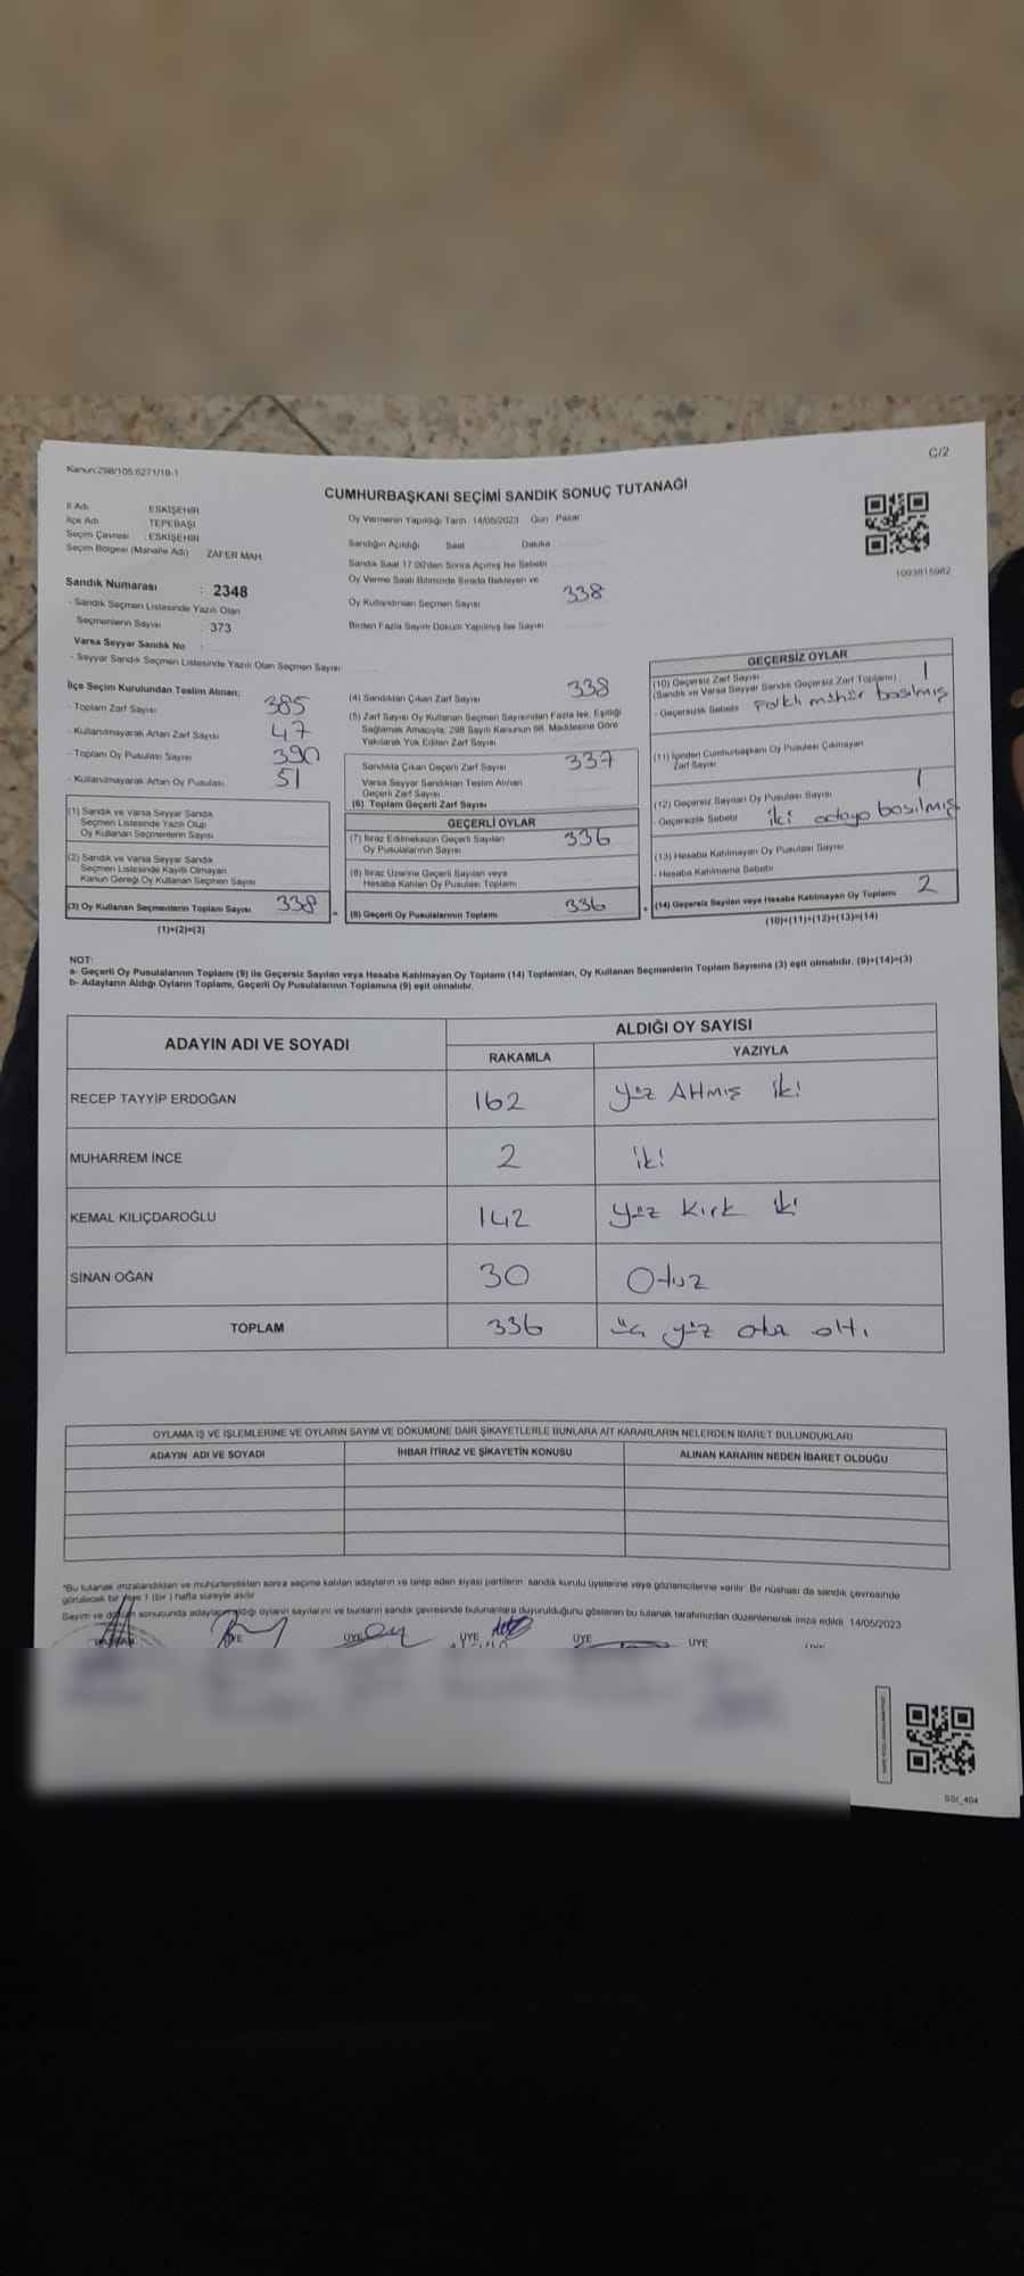 Kanun:298/105.6271/18-1
C/2
CUMHURBAŞKANI SEÇİMİ SANDIK SONUÇ TUTANAĞI
İl Adı ESKİŞEHİR
İlçe Adı TEPEBAŞI
Seçim Çevresi : ESKİŞEHİR
Seçim Bölgesi (Mahalle Adı) ZAFER MAH.
Oy Vermenin Yapıldığı Tarih 14/05/2023 Gün Pazar
Sandığın Açıldığı Saat Dakika
Sandık Saat 17.00'den Sonra Açılmış İse Sebebi
Oy Verme Saati Bitiminde Sırada Bekleyen ve
Oy Kullandırılan Seçmen Sayısı 338
Birden Fazla Sayım Döküm Yapılmış İse Sayısı
1003815982
Sandık Numarası : 2348
- Sandık Seçmen Listesinde Yazılı Olan
Seçmenlerin Sayısı 373
Varsa Seyyar Sandık No :
- Seyyar Sandık Seçmen Listesinde Yazılı Olan Seçmen Sayısı
İlçe Seçim Kurulundan Teslim Alınan;
- Toplam Zarf Sayısı 385
- Kullanılmayarak Artan Zarf Sayısı 47
- Toplam Oy Pusulası Sayısı 390
- Kullanılmayarak Artan Oy Pusulası 51
(1) Sandık ve Varsa Seyyar Sandık
Seçmen Listesinde Yazılı Olup
Oy Kullanan Seçmenlerin Sayısı
(2) Sandık ve Varsa Seyyar Sandık
Seçmen Listesinde Kayıtlı Olmayan
Kanun Gereği Oy Kullanan Seçmen Sayısı
(3) Oy Kullanan Seçmenlerin Toplam Sayısı 338
(1)+(2)=(3)
(4) Sandıktan Çıkan Zarf Sayısı 338
(5) Zarf Sayısı Oy Kullanan Seçmen Sayısından Fazla İse, Eşitliği
Sağlamak Amacıyla, 298 Sayılı Kanunun 98. Maddesine Göre
Yakılarak Yok Edilen Zarf Sayısı
Sandıkta Çıkan Geçerli Zarf Sayısı 337
Varsa Seyyar Sandıktan Teslim Alınan
Geçerli Zarf Sayısı
(6) Toplam Geçerli Zarf Sayısı
GEÇERLİ OYLAR
(7) İtiraz Edilmeksizin Geçerli Sayılan
Oy Pusulalarının Sayısı 336
(8) İtiraz Üzerine Geçerli Sayılan veya
Hesaba Katılan Oy Pusulası Toplamı
(9) Geçerli Oy Pusulalarının Toplamı 336
GEÇERSİZ OYLAR
(10) Geçersiz Zarf Sayısı 1
(Sandık ve Varsa Seyyar Sandık Geçersiz Zarf Toplamı)
- Geçersizlik Sebebi Farklı mühür basılmış
(11) İçinden Cumhurbaşkanı Oy Pusulası Çıkmayan
Zarf Sayısı
(12) Geçersiz Sayılan Oy Pusulası Sayısı 1
- Geçersizlik Sebebi iki adaya basılmış
(13) Hesaba Katılmayan Oy Pusulası Sayısı
- Hesaba Katılmama Sebebi
(14) Geçersiz Sayılan veya Hesaba Katılmayan Oy Toplamı 2
(10)+(11)+(12)+(13)=(14)
NOT:
a- Geçerli Oy Pusulalarının Toplamı (9) ile Geçersiz Sayılan veya Hesaba Katılmayan Oy Toplamı (14) Toplamları, Oy Kullanan Seçmenlerin Toplam Sayısına (3) eşit olmalıdır. (9)+(14)=(3)
b- Adayların Aldığı Oyların Toplamı, Geçerli Oy Pusulalarının Toplamına (9) eşit olmalıdır.
ADAYIN ADI VE SOYADI
ALDIĞI OY SAYISI
RAKAMLA YAZIYLA
RECEP TAYYİP ERDOĞAN 162 yüz Altmış iki
MUHARREM İNCE 2 iki
KEMAL KILIÇDAROĞLU 142 yüz kırk iki
SİNAN OĞAN 30 Otuz
TOPLAM 336 üç yüz otuz altı
OYLAMA İŞ VE İŞLEMLERİNE VE OYLARIN SAYIM VE DÖKÜMÜNE DAİR ŞİKAYETLERLE BUNLARA AİT KARARLARIN NELERDEN İBARET BULUNDUKLARI
ADAYIN ADI VE SOYADI İHBAR İTİRAZ VE ŞİKAYETİN KONUSU ALINAN KARARIN NEDEN İBARET OLDUĞU
*Bu tutanak imzalandıktan ve mühürlendikten sonra seçime katılan adayların ve talep eden siyasi partilerin sandık kurulu üyelerine veya gözlemcilerine verilir. Bir nüshası da sandık çevresinde
görülecek bir yere 1 (bir) hafta süreyle asılır.
Sayım ve döküm sonucunda adayların aldığı oyların sayılarını ve bunların sandık çevresinde bulunanlara duyurulduğunu gösteren bu tutanak tarafımızdan düzenlenerek imza edildi. 14/05/2023
ÜYE ÜYE ÜYE ÜYE
SSt_404